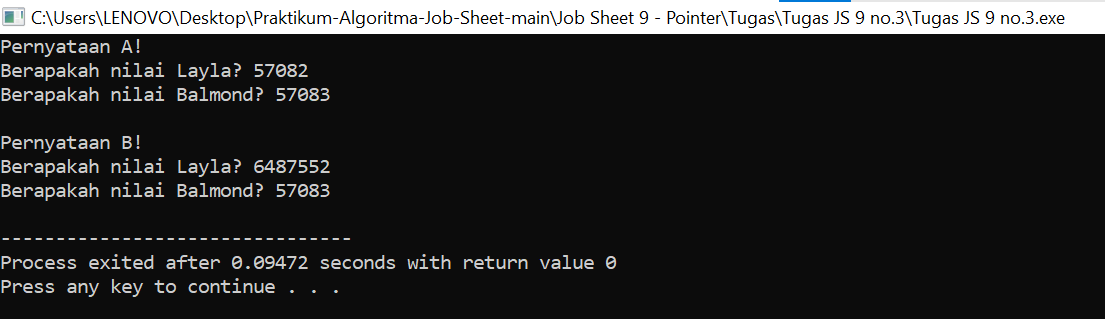 C:\Users\LENOVO\Desktop\Praktikum-Algoritma-Job-Sheet-main\Job Sheet 9 - Pointer\Tugas\Tugas JS 9 no.3\Tugas JS 9 no.3.exe
Pernyataan A!
Berapakah nilai Layla? 57082
Berapakah nilai Balmond? 57083
Pernyataan B!
Berapakah nilai Layla? 6487552
Berapakah nilai Balmond? 57083
--------------------------------
Process exited after 0.09472 seconds with return value 0
Press any key to continue . . .